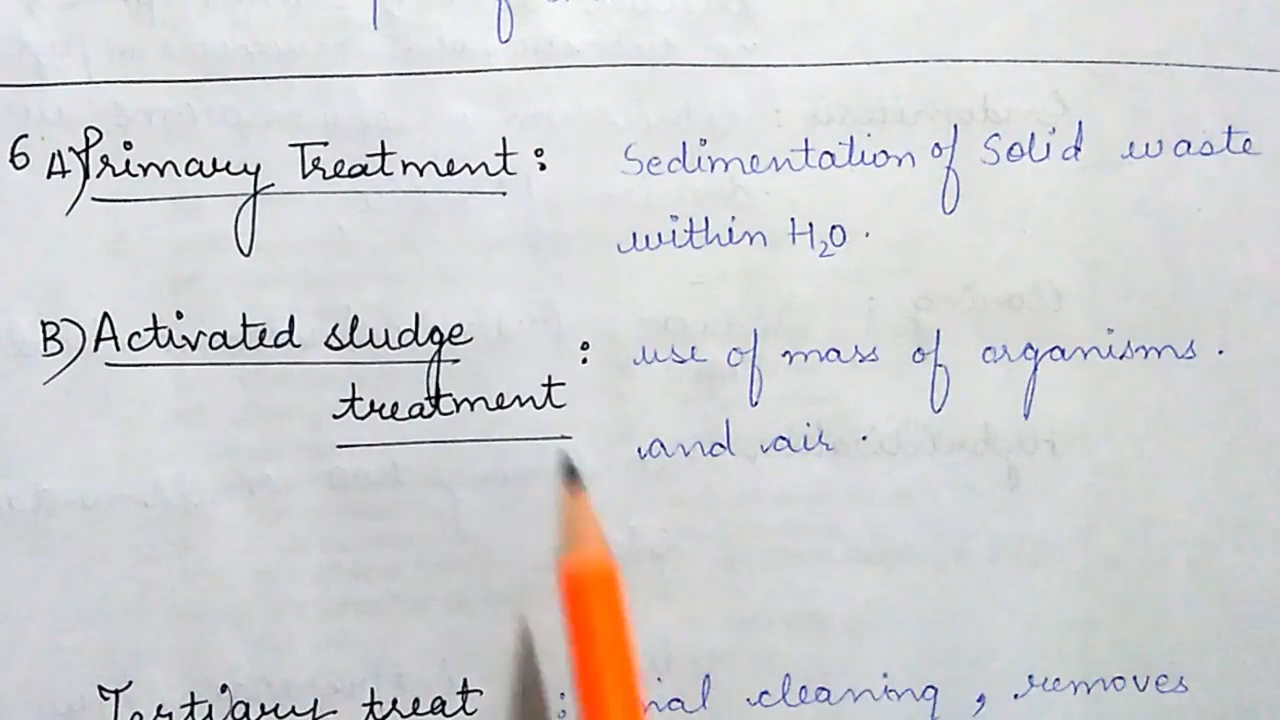 6 A) Primary Treatment : Sedimentation of solid waste
within H₂O .
B) Activated sludge
treatment : use of mass of organisms .
and air .
Tertiary treat : cleaning , removes